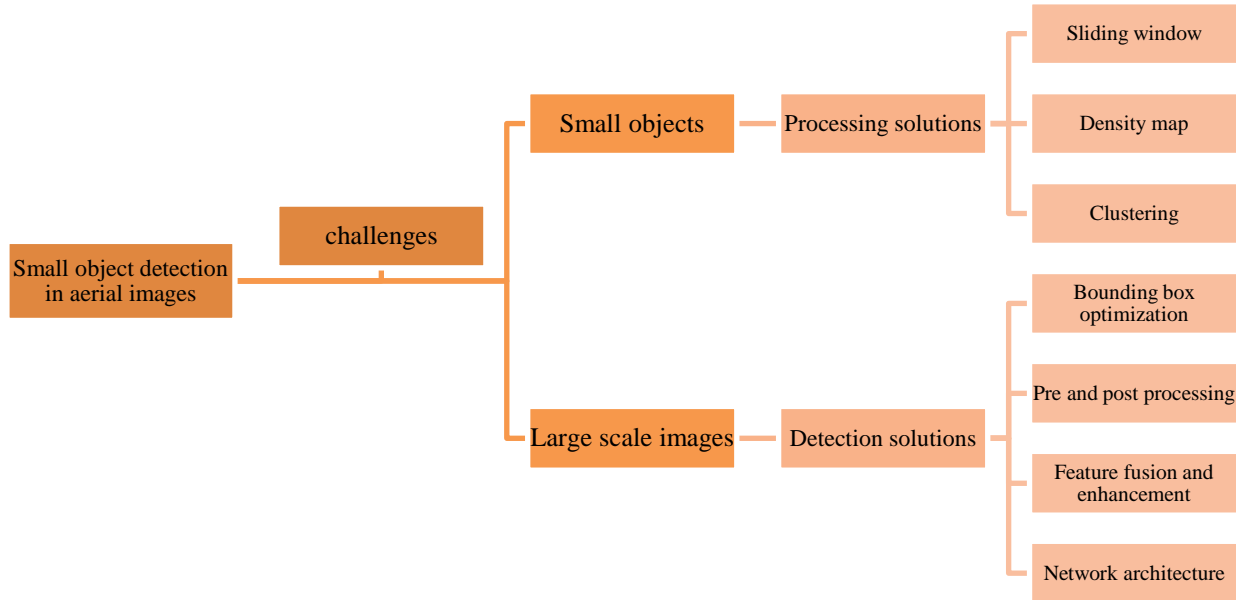 Small object detection
in aerial images
challenges
Small objects
Processing solutions
Sliding window
Density map
Clustering
Large scale images
Detection solutions
Bounding box
optimization
Pre and post processing
Feature fusion and
enhancement
Network architecture